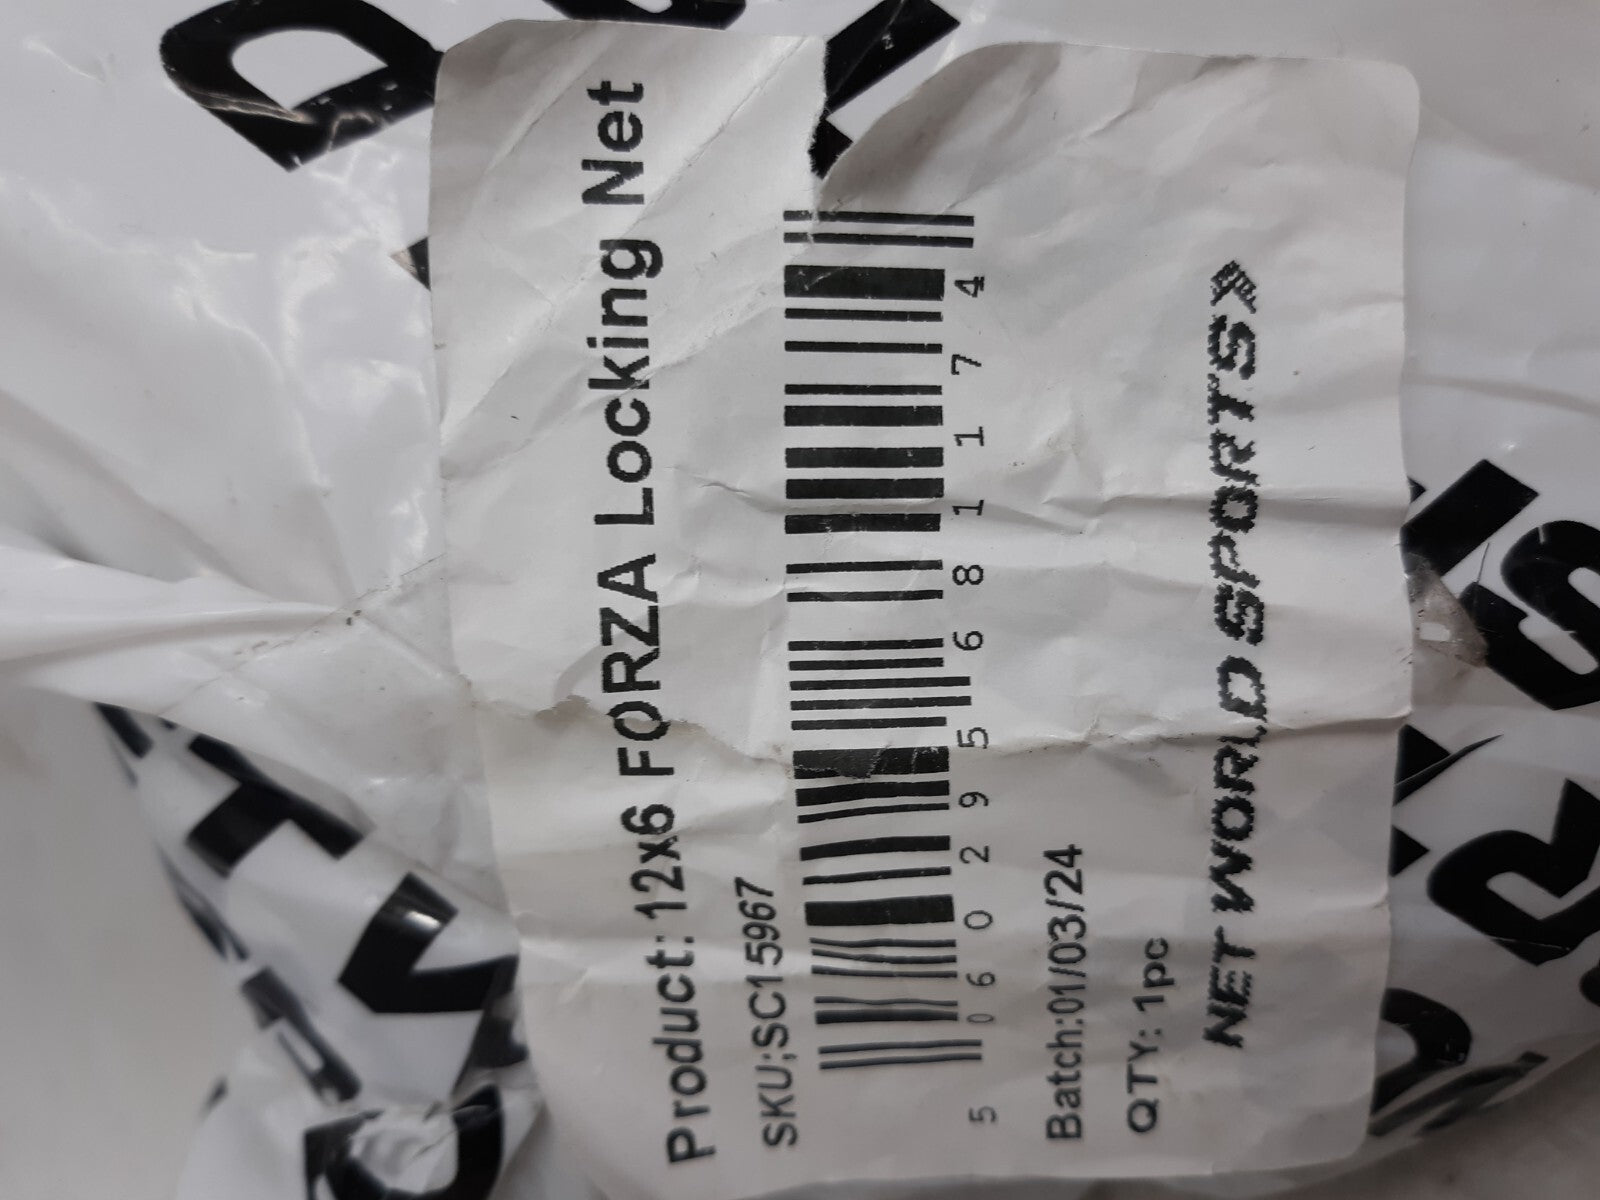 Product: 12x6 FORZA Locking Net
SKU;SC15967
5 060295 681174
Batch:01/03/24
QTY: 1pc
NET WORLD SPORTS